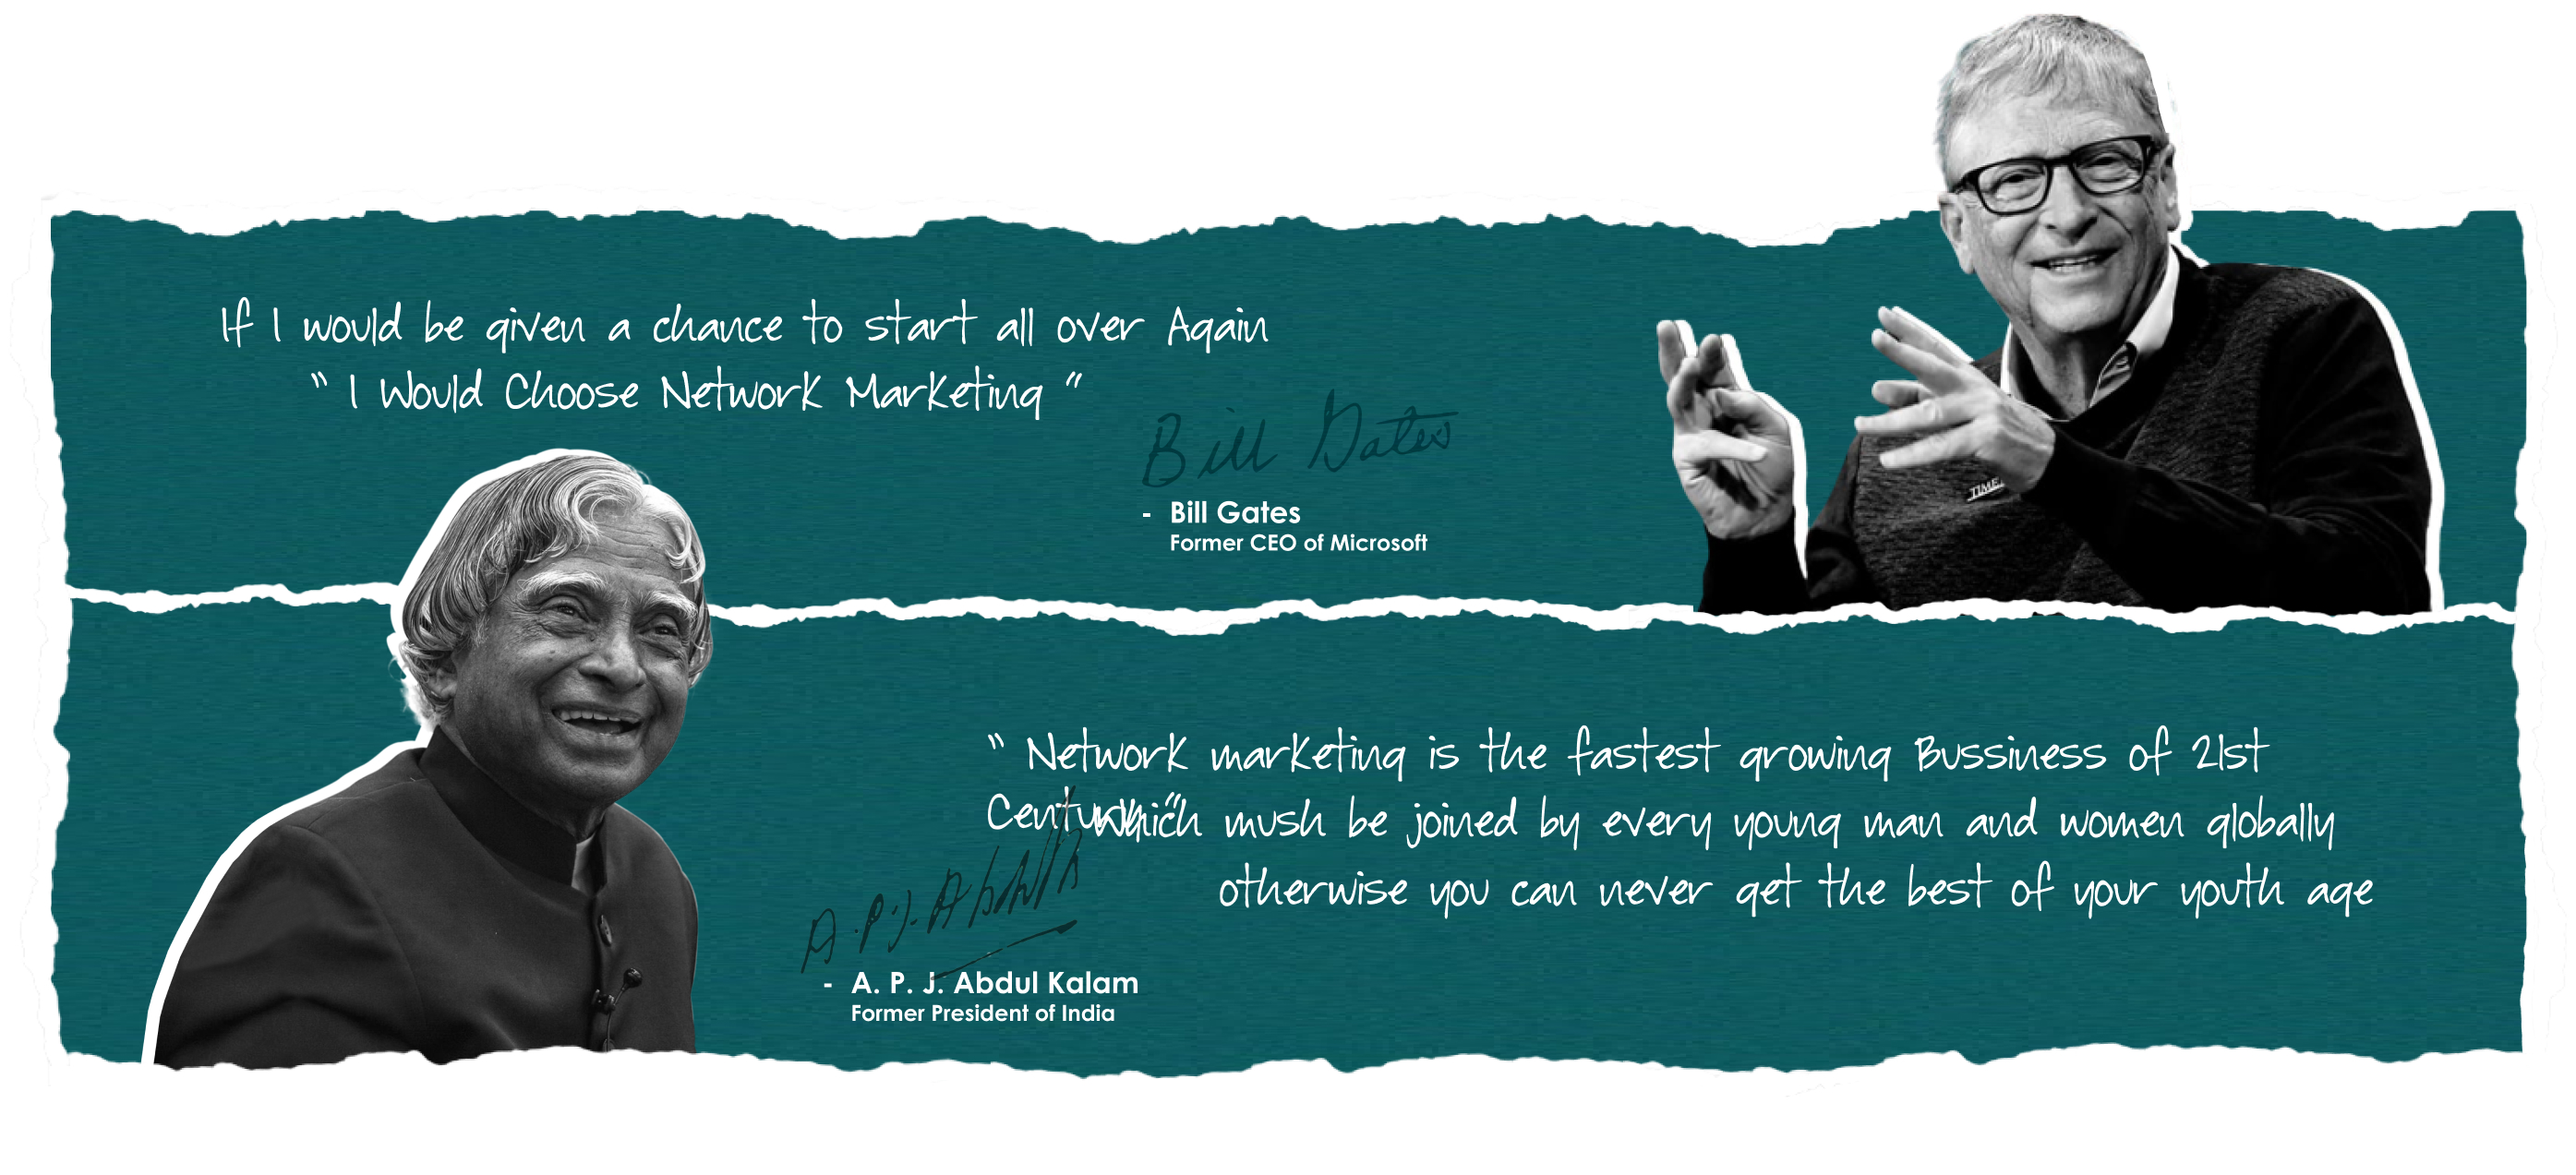 If I would be given a chance to start all over Again
“ I Would Choose Network Marketing ”
Bill Gates
- Bill Gates
Former CEO of Microsoft
TIME
“ Network marketing is the fastest growing Bussiness of 21st
Century ”
which mush be joined by every young man and women globally
otherwise you can never get the best of your youth age
A.P.J. Abdul
- A. P. J. Abdul Kalam
Former President of India